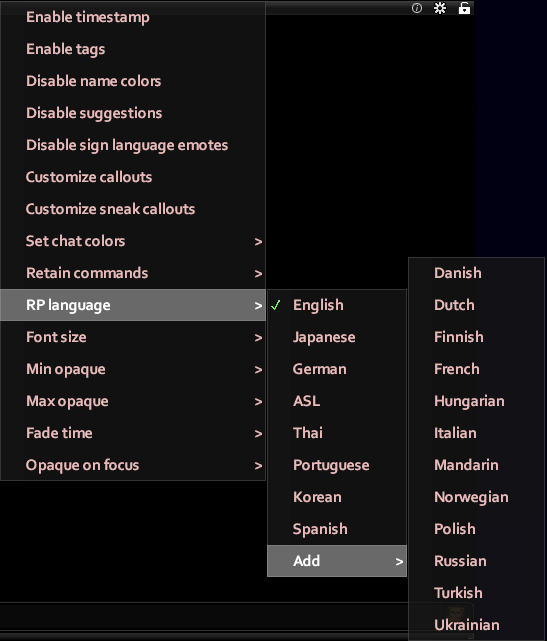 Enable timestamp
Enable tags
Disable name colors
Disable suggestions
Disable sign language emotes
Customize callouts
Customize sneak callouts
Set chat colors >
Retain commands >
RP language >
Font size >
Min opaque >
Max opaque >
Fade time >
Opaque on focus >
English
Japanese
German
ASL
Thai
Portuguese
Korean
Spanish
Add >
Danish
Dutch
Finnish
French
Hungarian
Italian
Mandarin
Norwegian
Polish
Russian
Turkish
Ukrainian